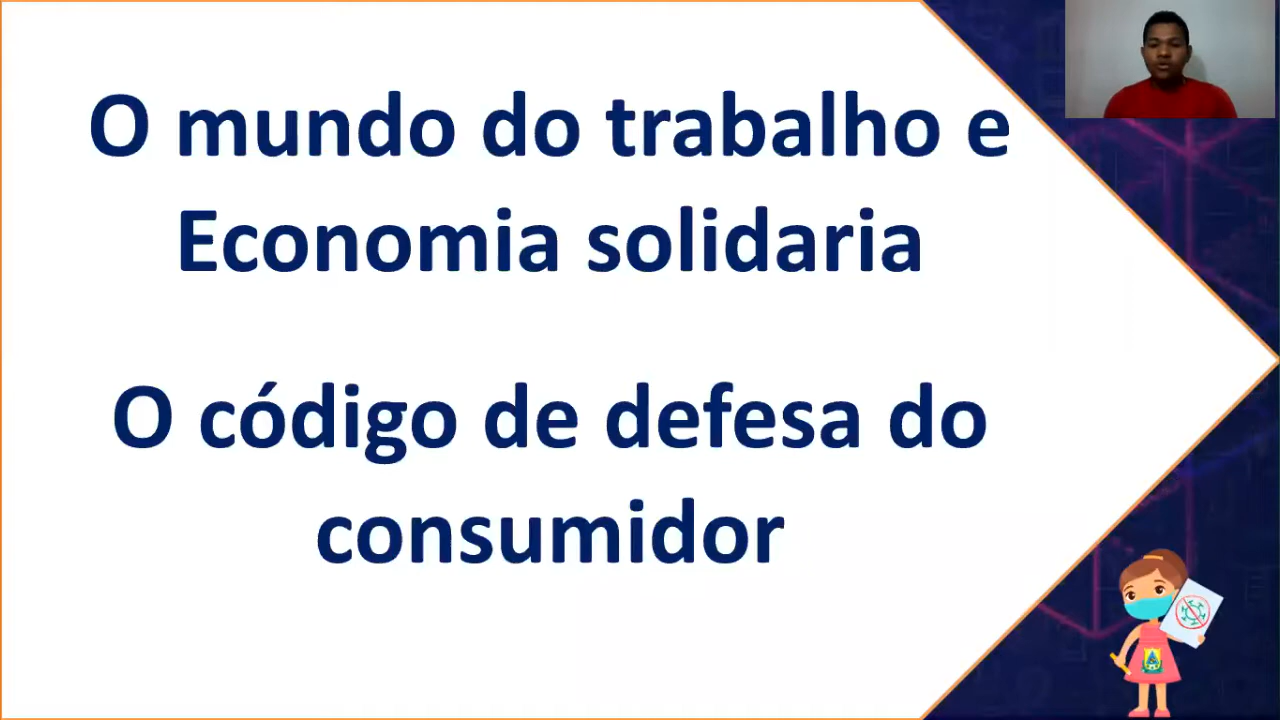 O mundo do trabalho e
Economia solidaria
O código de defesa do
consumidor